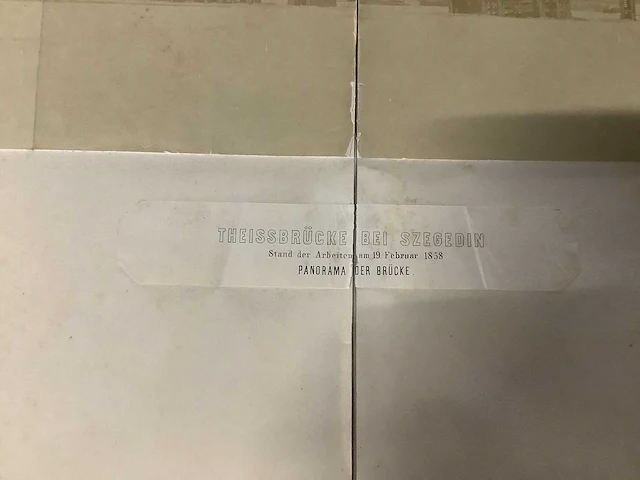 THEISSBRÜCKE BEI SZEGEDIN
Stand der Arbeiten am 19 Februar 1858
PANORAMA DER BRÜCKE.